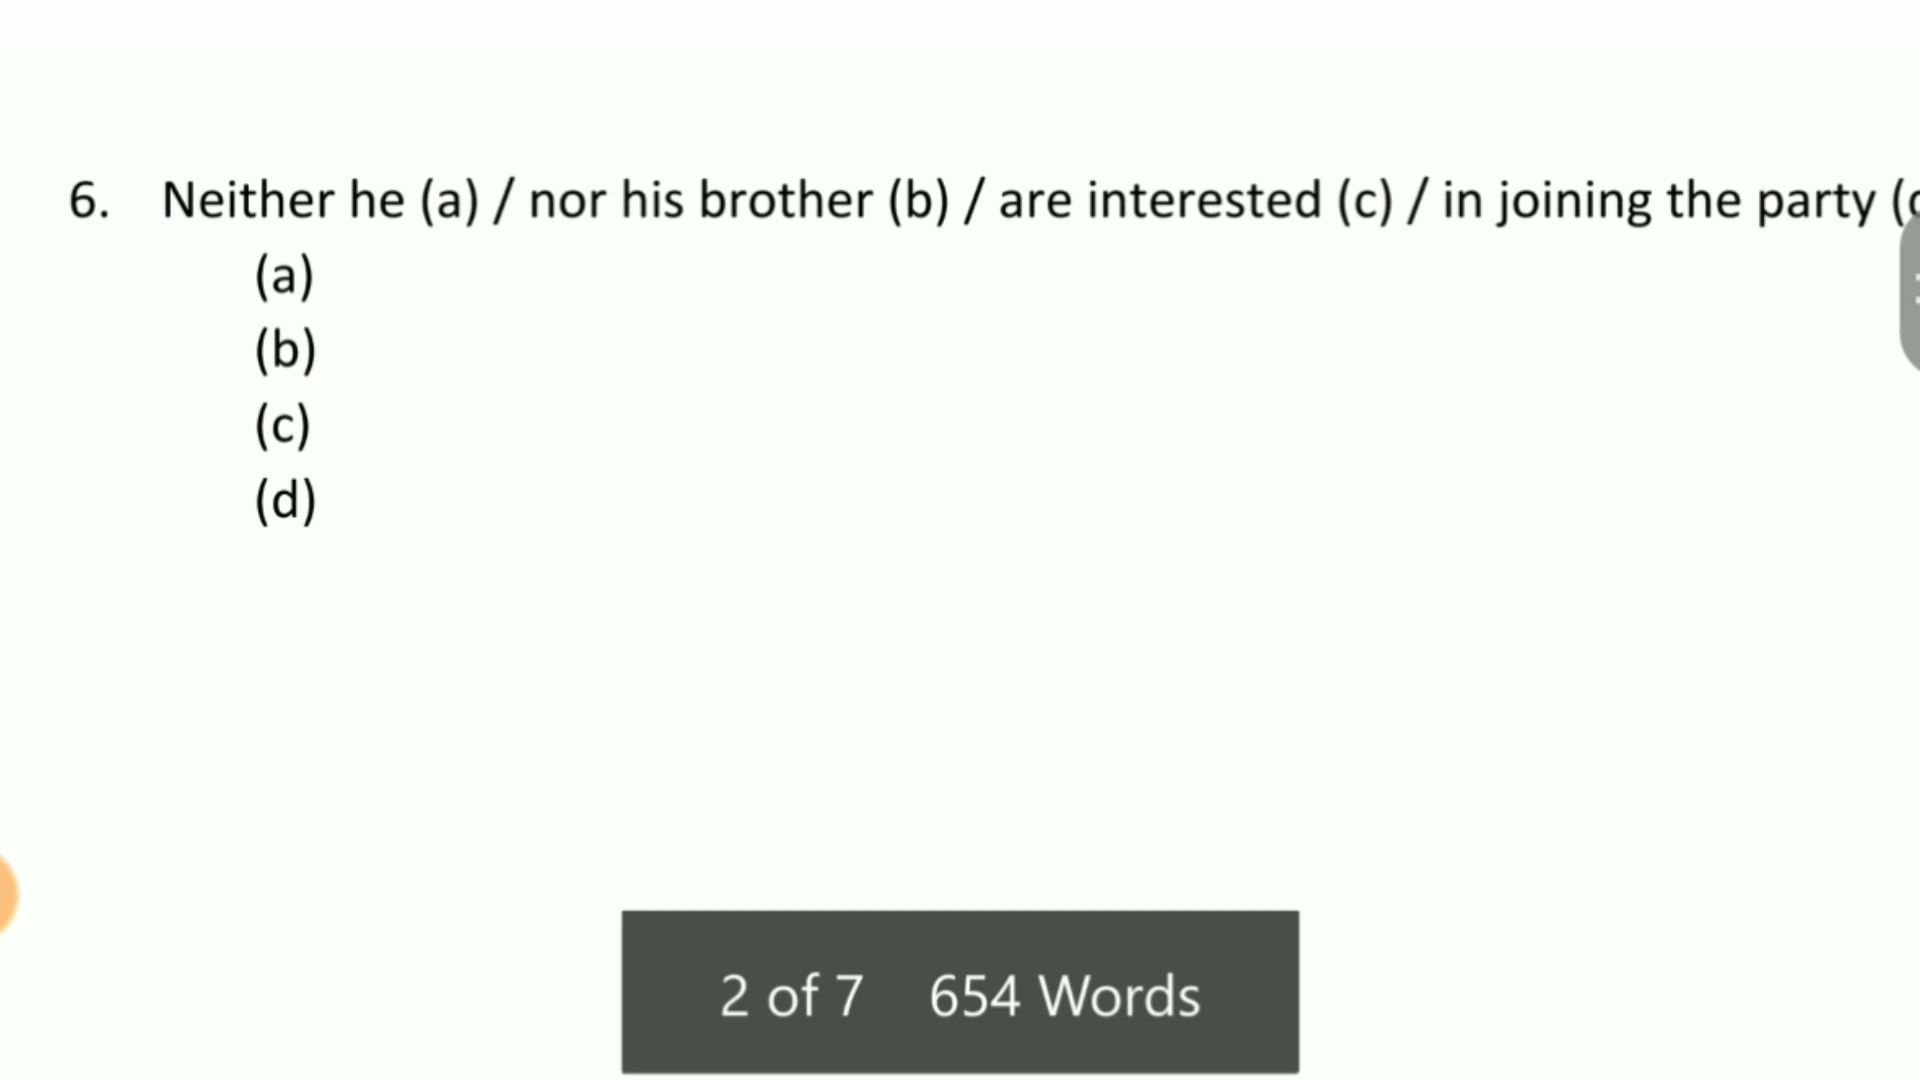 6. Neither he (a) / nor his brother (b) / are interested (c) / in joining the party
(a)
(b)
(c)
(d)
2 of 7 654 Words